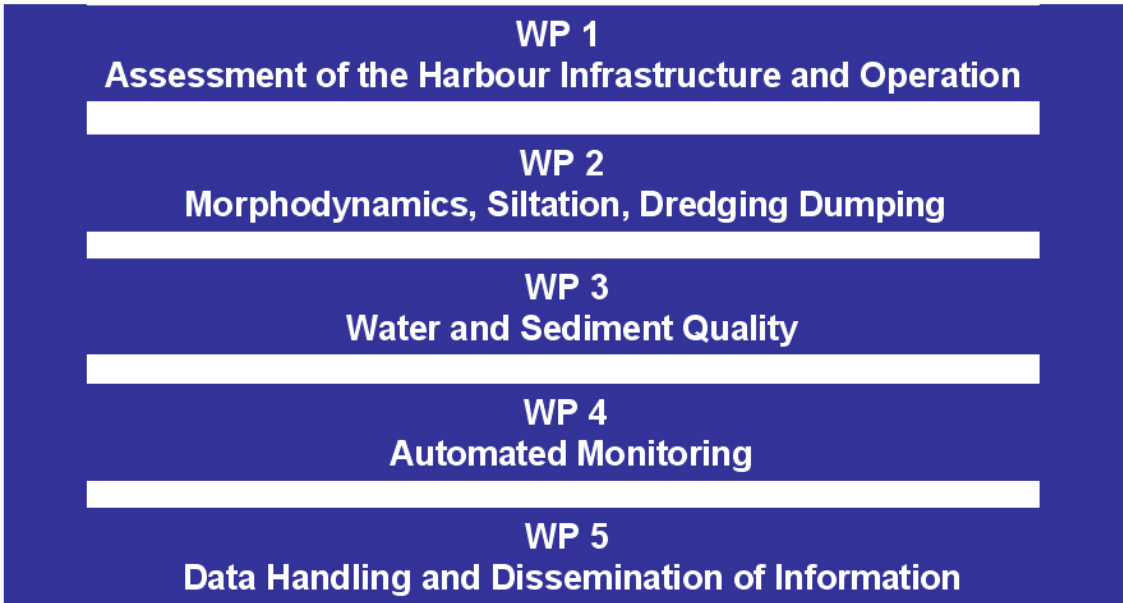 WP 1
Assessment of the Harbour Infrastructure and Operation
WP 2
Morphodynamics, Siltation, Dredging Dumping
WP 3
Water and Sediment Quality
WP 4
Automated Monitoring
WP 5
Data Handling and Dissemination of Information